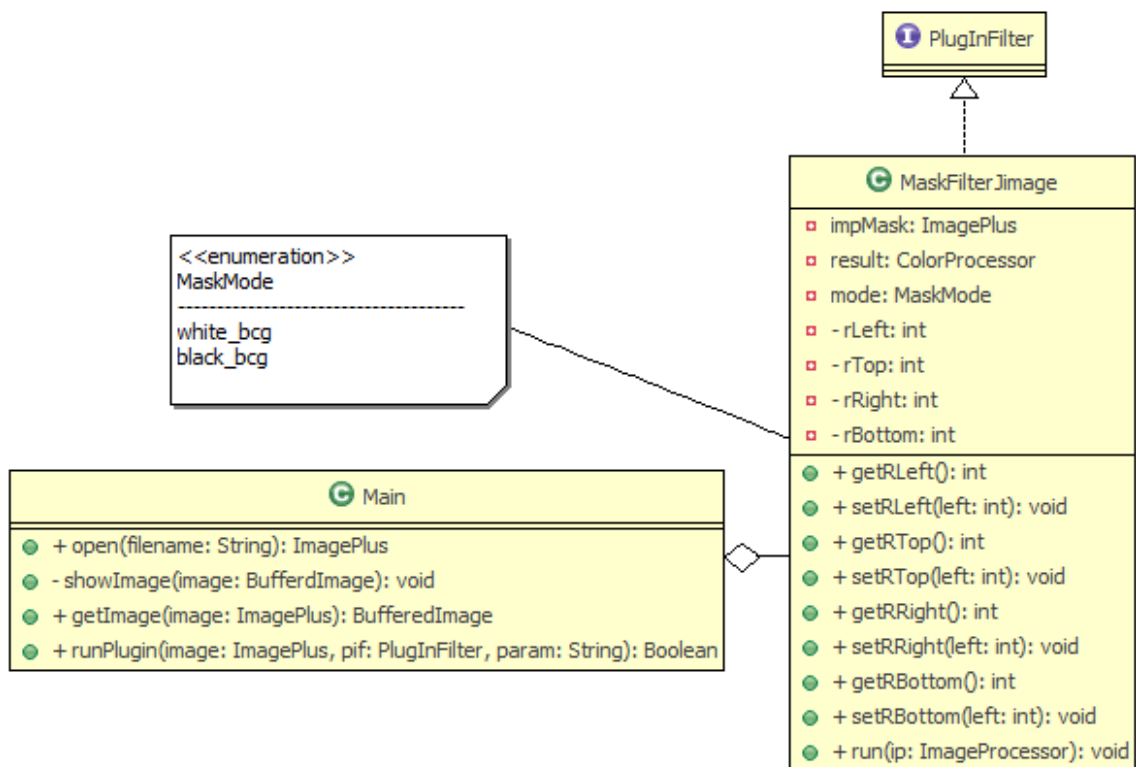 PlugInFilter
MaskFilterJimage
impMask: ImagePlus
result: ColorProcessor
mode: MaskMode
- rLeft: int
- rTop: int
- rRight: int
- rBottom: int
+ getRLeft(): int
+ setRLeft(left: int): void
+ getRTop(): int
+ setRTop(left: int): void
+ getRRight(): int
+ setRRight(left: int): void
+ getRBottom(): int
+ setRBottom(left: int): void
+ run(ip: ImageProcessor): void
<<enumeration>>
MaskMode
--------------------------------
white_bcg
black_bcg
Main
+ open(filename: String): ImagePlus
- showImage(image: BufferdImage): void
+ getImage(image: ImagePlus): BufferedImage
+ runPlugin(image: ImagePlus, pif: PlugInFilter, param: String): Boolean